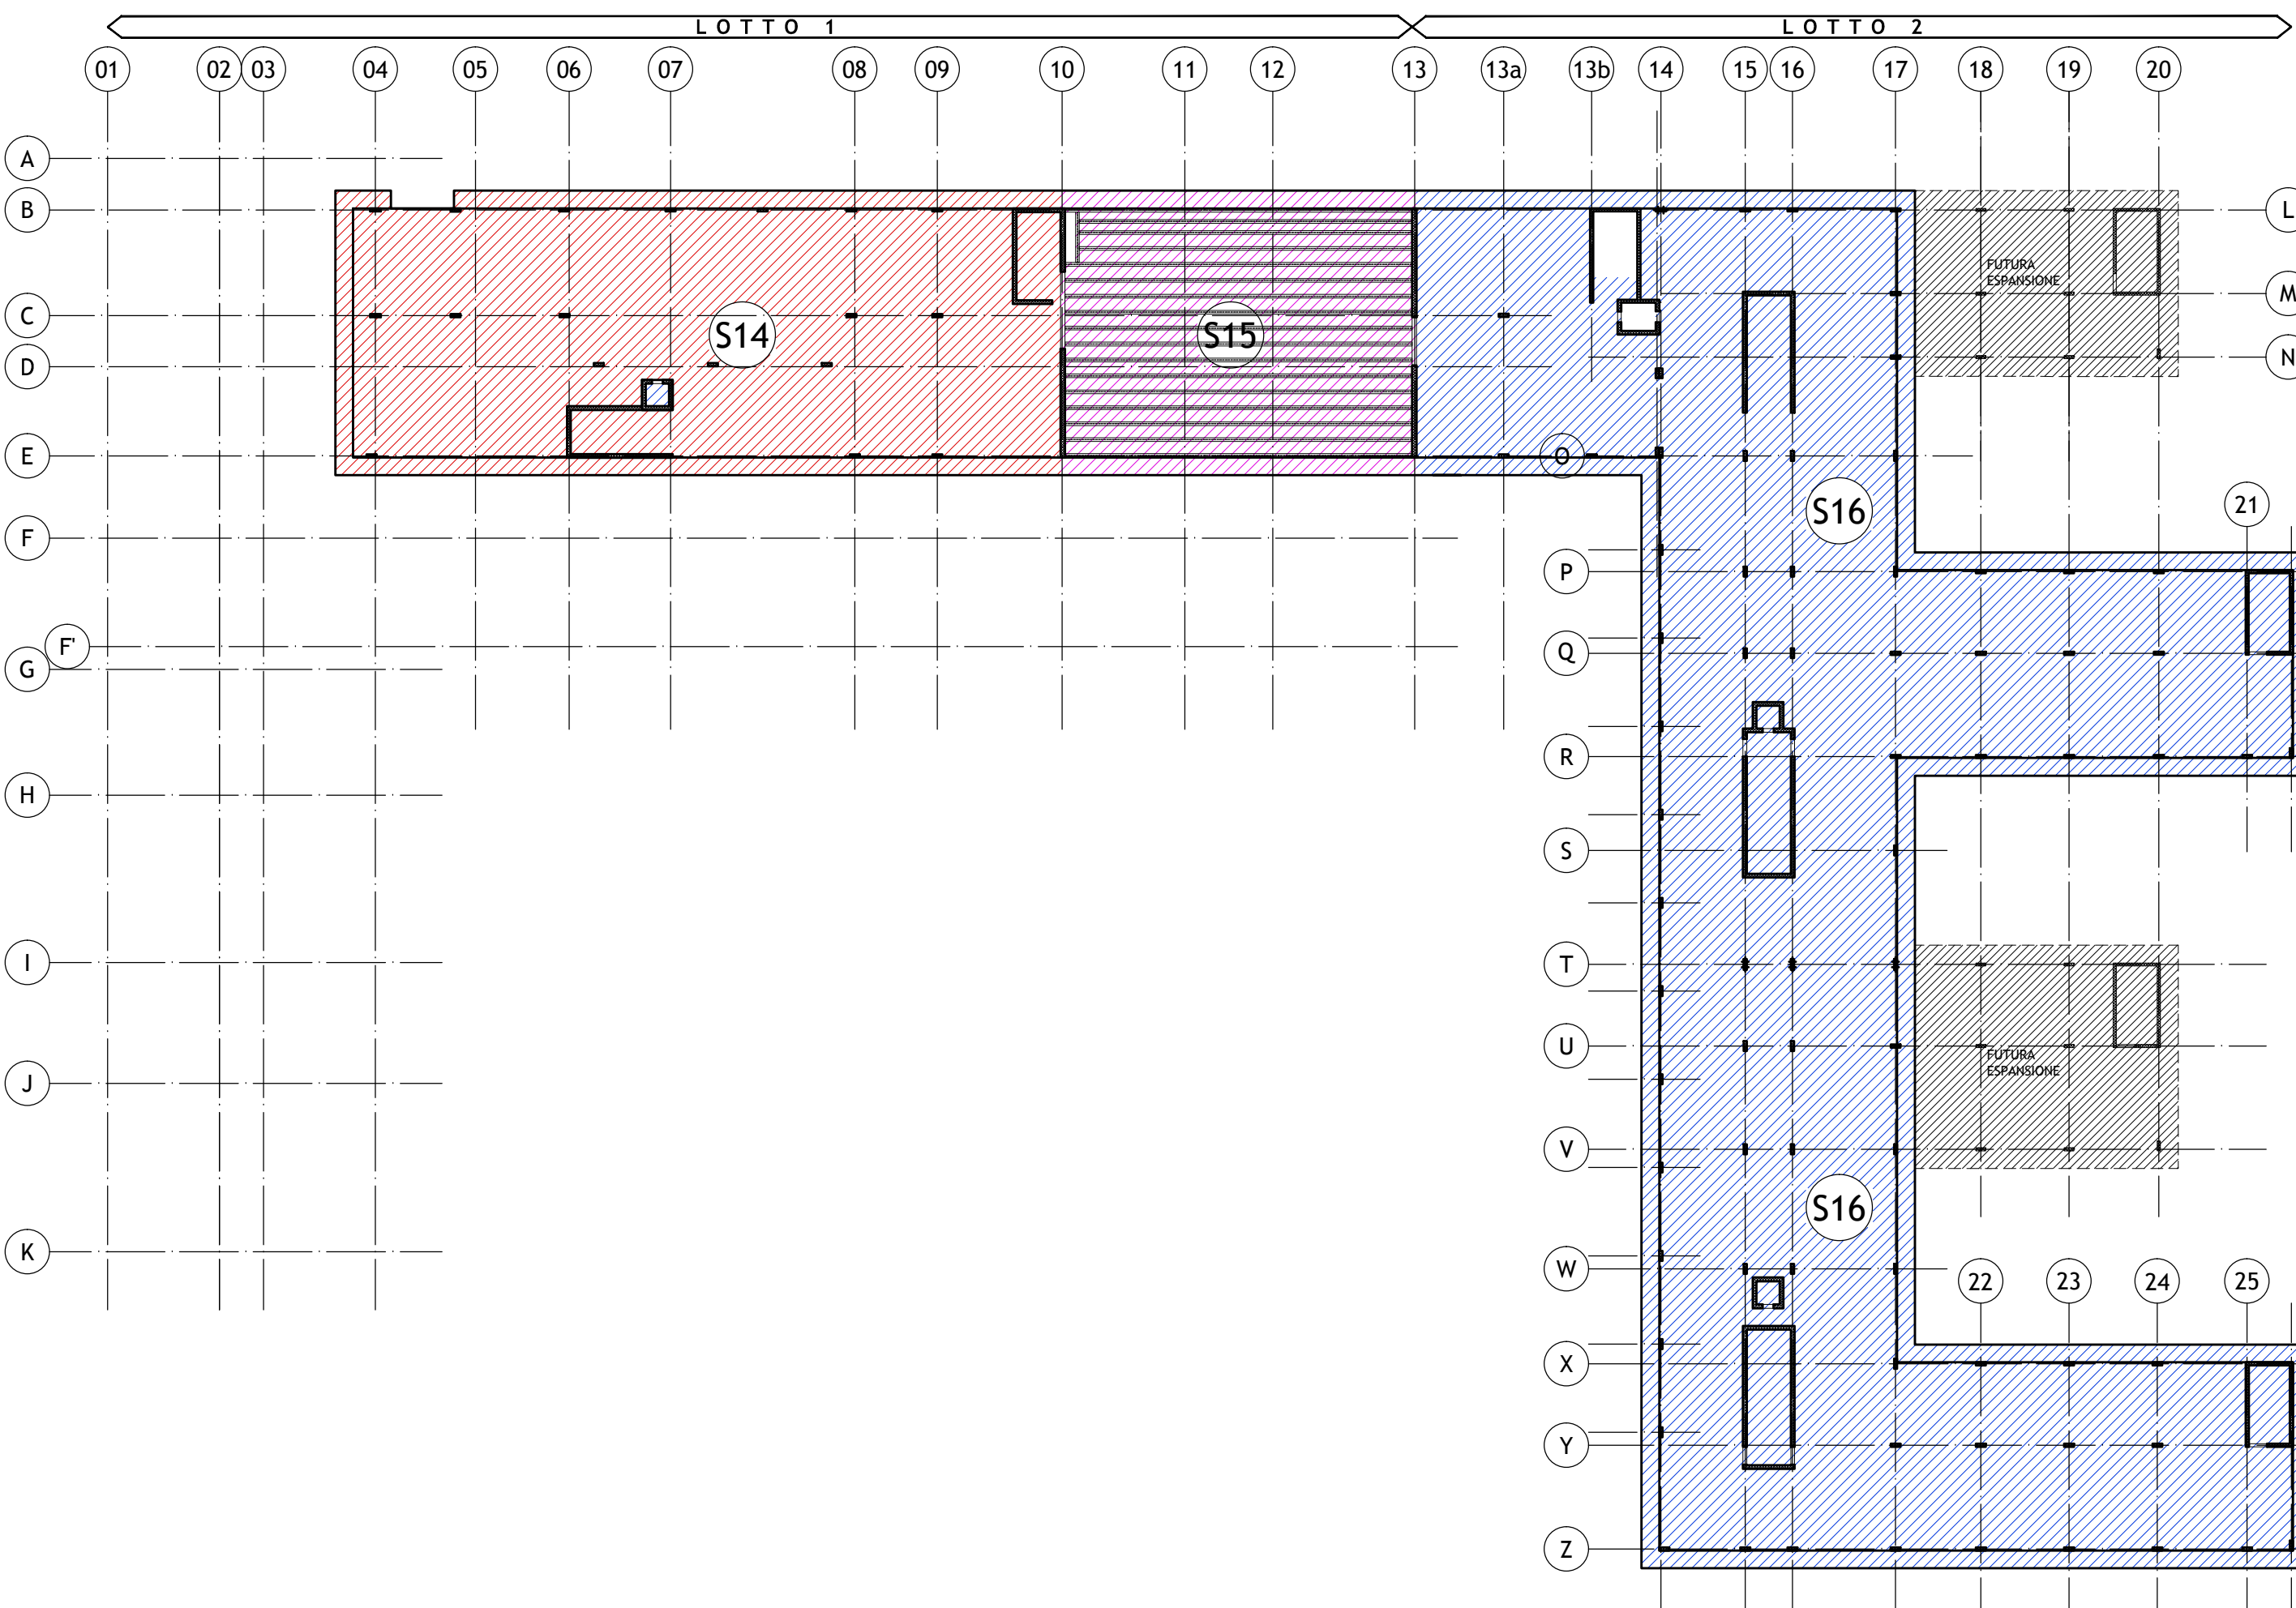 LOTTO 1
LOTTO 2
01 02 03 04 05 06 07 08 09 10 11 12 13 13a 13b 14 15 16 17 18 19 20
A
B
L
FUTURA
ESPANSIONE
M
C
S14
S15
N
D
E
O
21
S16
F
P
F'
Q
G
R
H
S
I
T
U
FUTURA
ESPANSIONE
J
V
S16
K
W
22 23 24 25
X
Y
Z